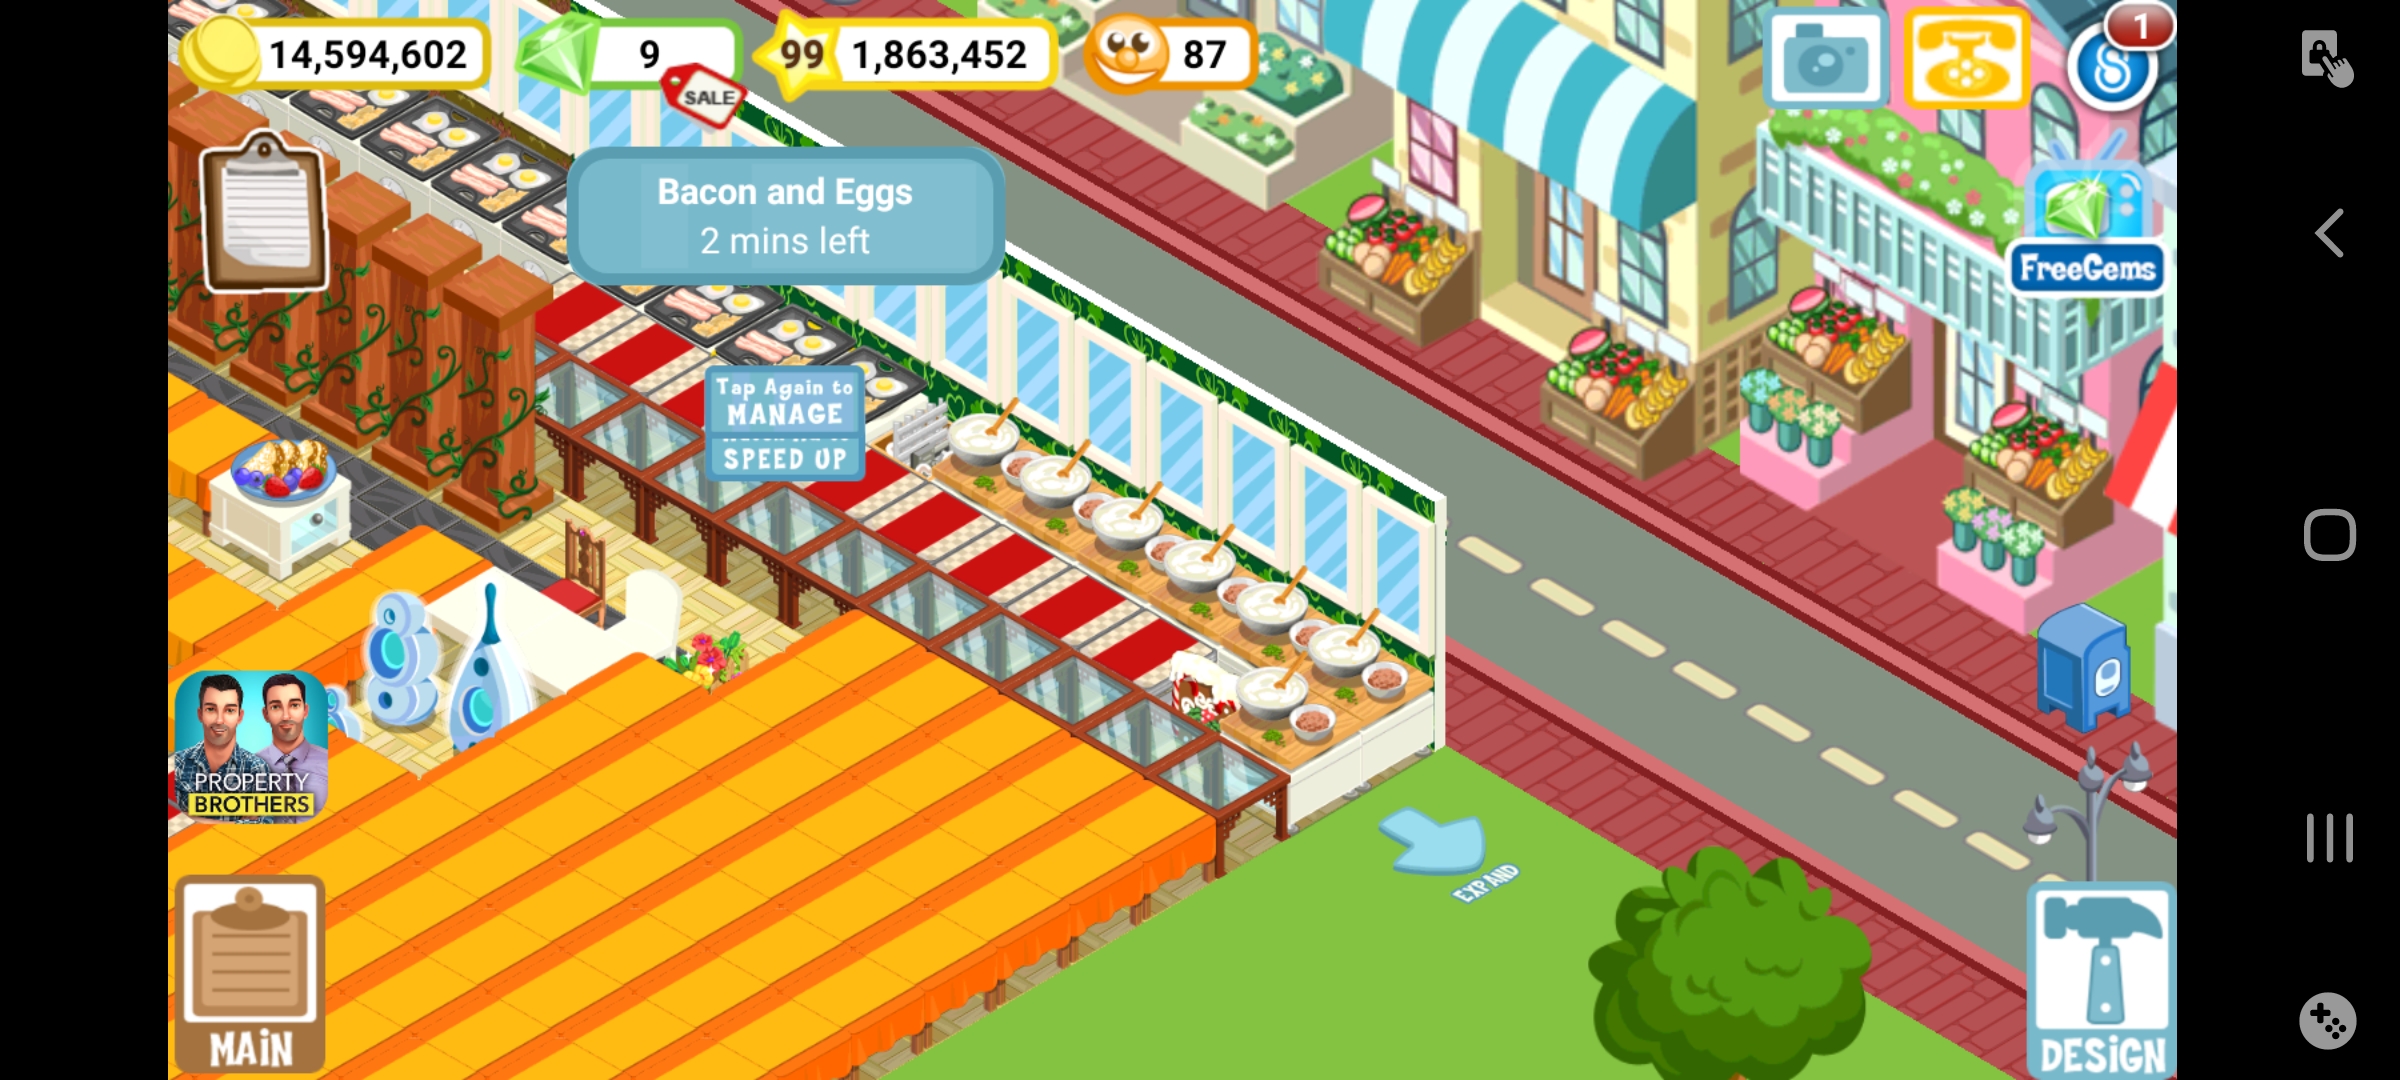 14,594,602
9
SALE
99
1,863,452
87
1
Bacon and Eggs
2 mins left
FreeGems
Tap Again to
MANAGE
SPEED UP
PROPERTY
BROTHERS
EXPAND
MAIN
DESIGN